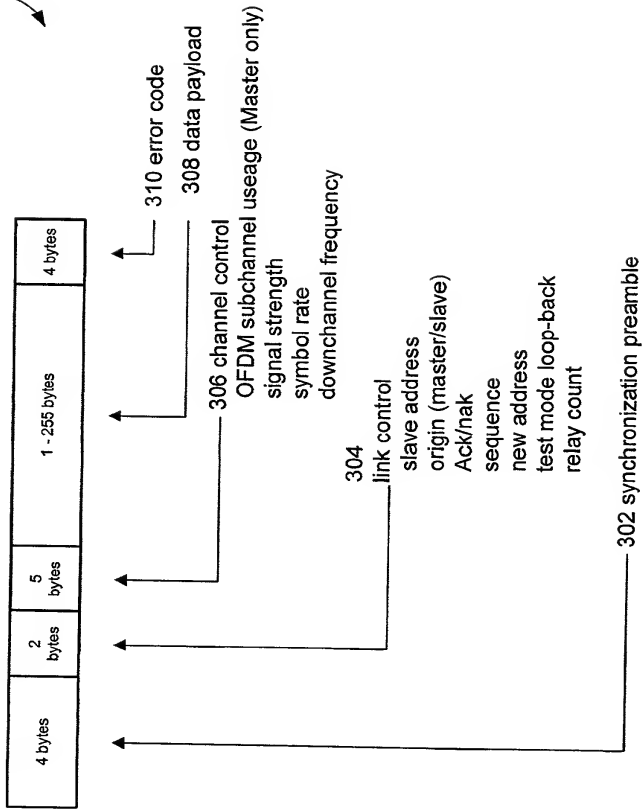 4 bytes
2
bytes
5
bytes
1 - 255 bytes
4 bytes
310 error code
308 data payload
306 channel control
OFDM subchannel useage (Master only)
signal strength
symbol rate
downchannel frequency
304
link control
slave address
origin (master/slave)
Ack/nak
sequence
new address
test mode loop-back
relay count
302 synchronization preamble